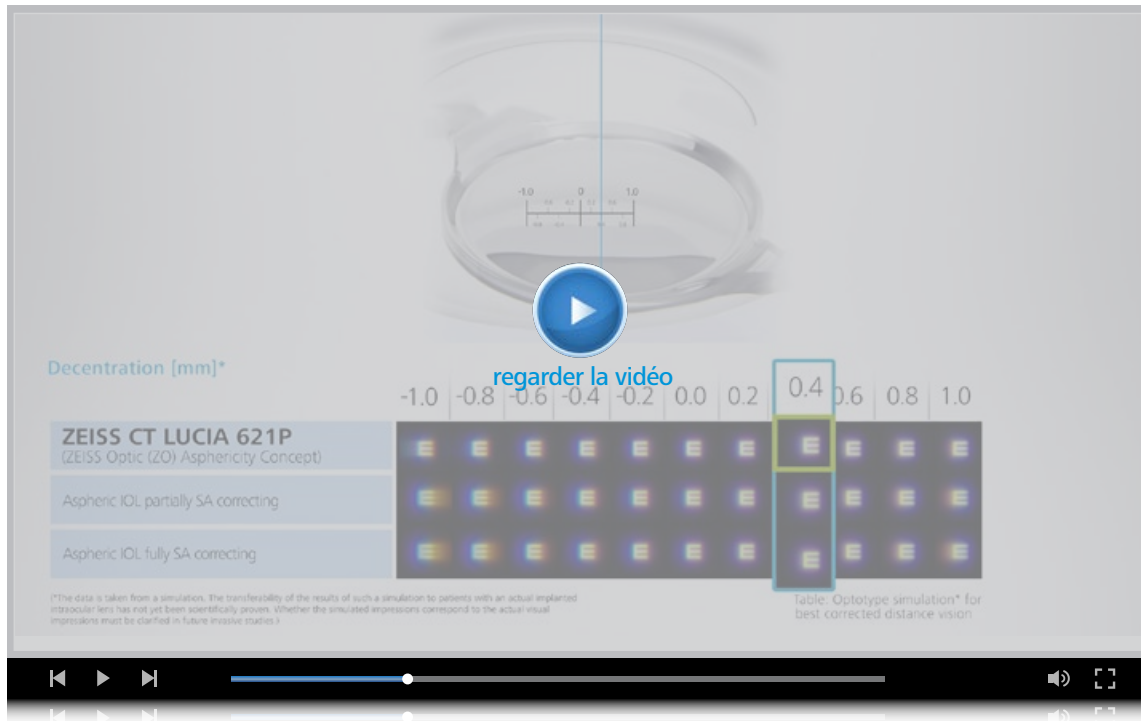 -1.0 0 1.0
regarder la vidéo
Decentration [mm]*
-1.0 -0.8 -0.6 -0.4 -0.2 0.0 0.2 0.4 0.6 0.8 1.0
ZEISS CT LUCIA 621P
(ZEISS Optic (ZO) Asphericity Concept)
E E E E E E E E E E E
Aspheric IOL partially SA correcting
E E E E E E E E E E E
Aspheric IOL fully SA correcting
E E E E E E E E E E E
(*The data is taken from a simulation. The transferability of the results of such a simulation to patients with an actual implanted
intraocular lens has not yet been scientifically proven. Whether the simulated impressions correspond to the actual visual
impressions must be clarified in future invasive studies.)
Table: Optotype simulation* for
best corrected distance vision